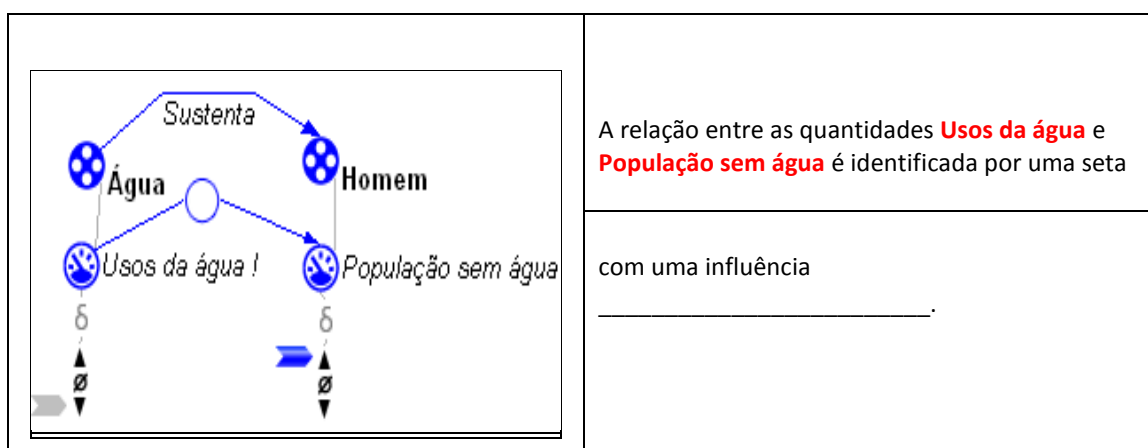 Sustenta
Água
Homem
Usos da água !
População sem água
δ
δ
ø
ø
A relação entre as quantidades Usos da água e
População sem água é identificada por uma seta
com uma influência
_________________________.